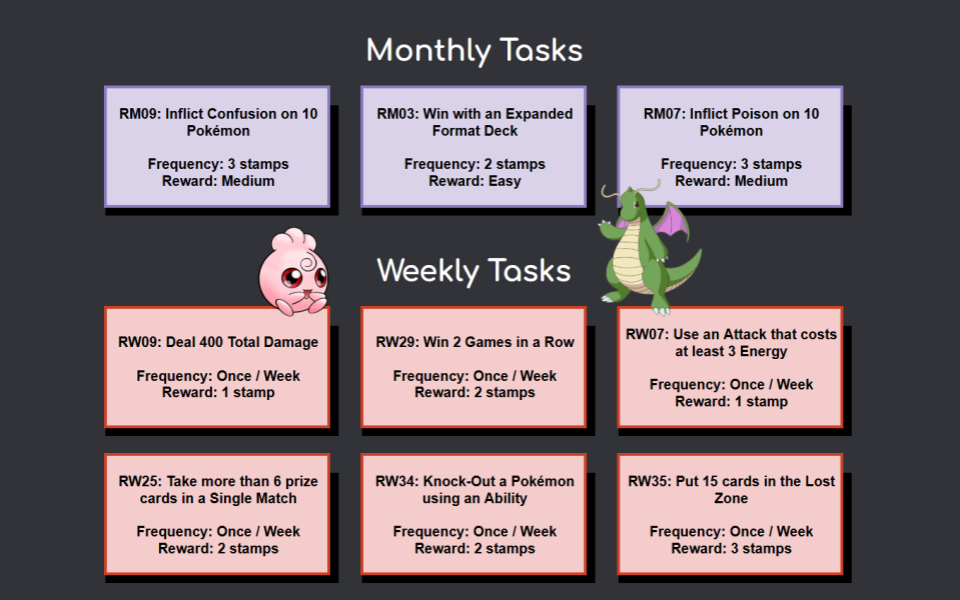 Monthly Tasks
RM09: Inflict Confusion on 10
Pokémon
Frequency: 3 stamps
Reward: Medium
RM03: Win with an Expanded
Format Deck
Frequency: 2 stamps
Reward: Easy
RM07: Inflict Poison on 10
Pokémon
Frequency: 3 stamps
Reward: Medium
Weekly Tasks
RW09: Deal 400 Total Damage
Frequency: Once / Week
Reward: 1 stamp
RW29: Win 2 Games in a Row
Frequency: Once / Week
Reward: 2 stamps
RW07: Use an Attack that costs
at least 3 Energy
Frequency: Once / Week
Reward: 1 stamp
RW25: Take more than 6 prize
cards in a Single Match
Frequency: Once / Week
Reward: 2 stamps
RW34: Knock-Out a Pokémon
using an Ability
Frequency: Once / Week
Reward: 2 stamps
RW35: Put 15 cards in the Lost
Zone
Frequency: Once / Week
Reward: 3 stamps